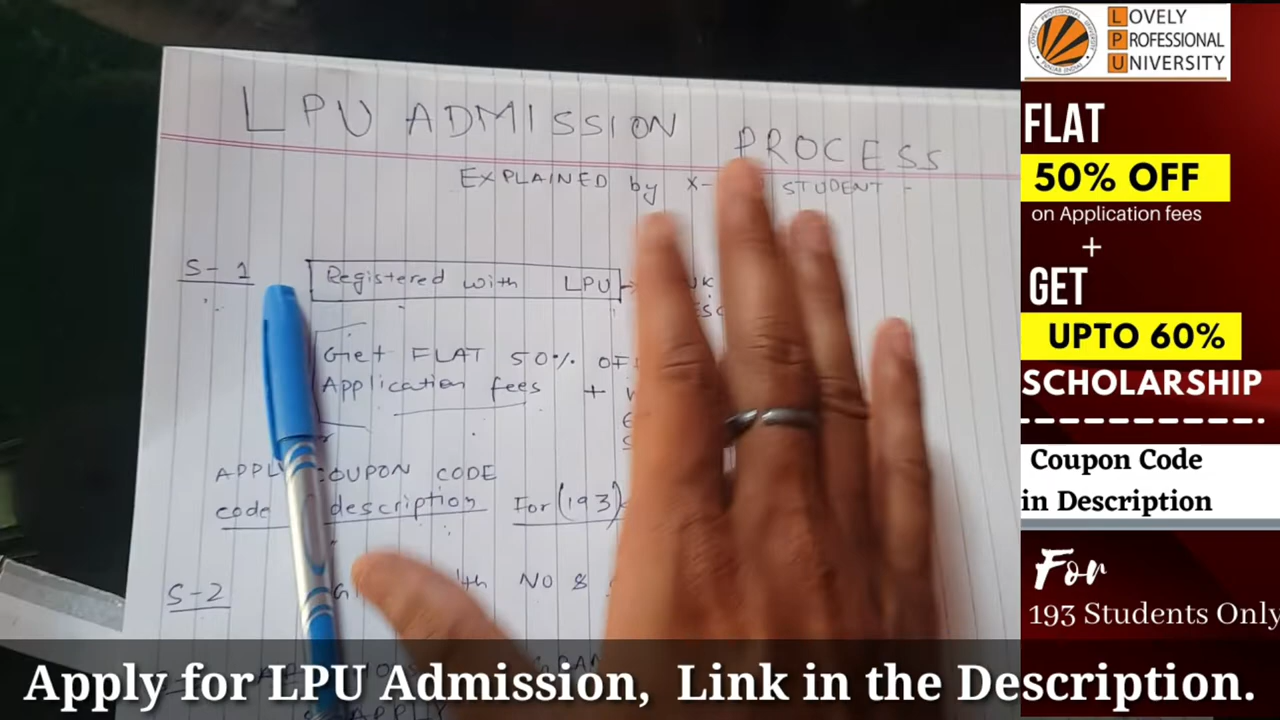 LPU ADMISSION PROCESS
EXPLAINED by X- STUDENT -
S-1 Registered with LPU →
Get FLAT 50% OF
Application fees +
APPLY COUPON CODE
code description For (193)
S-2 NO &
APPLY
LOVELY
PROFESSIONAL
UNIVERSITY
FLAT
50% OFF
on Application fees
+
GET
UPTO 60%
SCHOLARSHIP
Coupon Code
in Description
For
193 Students Only
Apply for LPU Admission, Link in the Description.